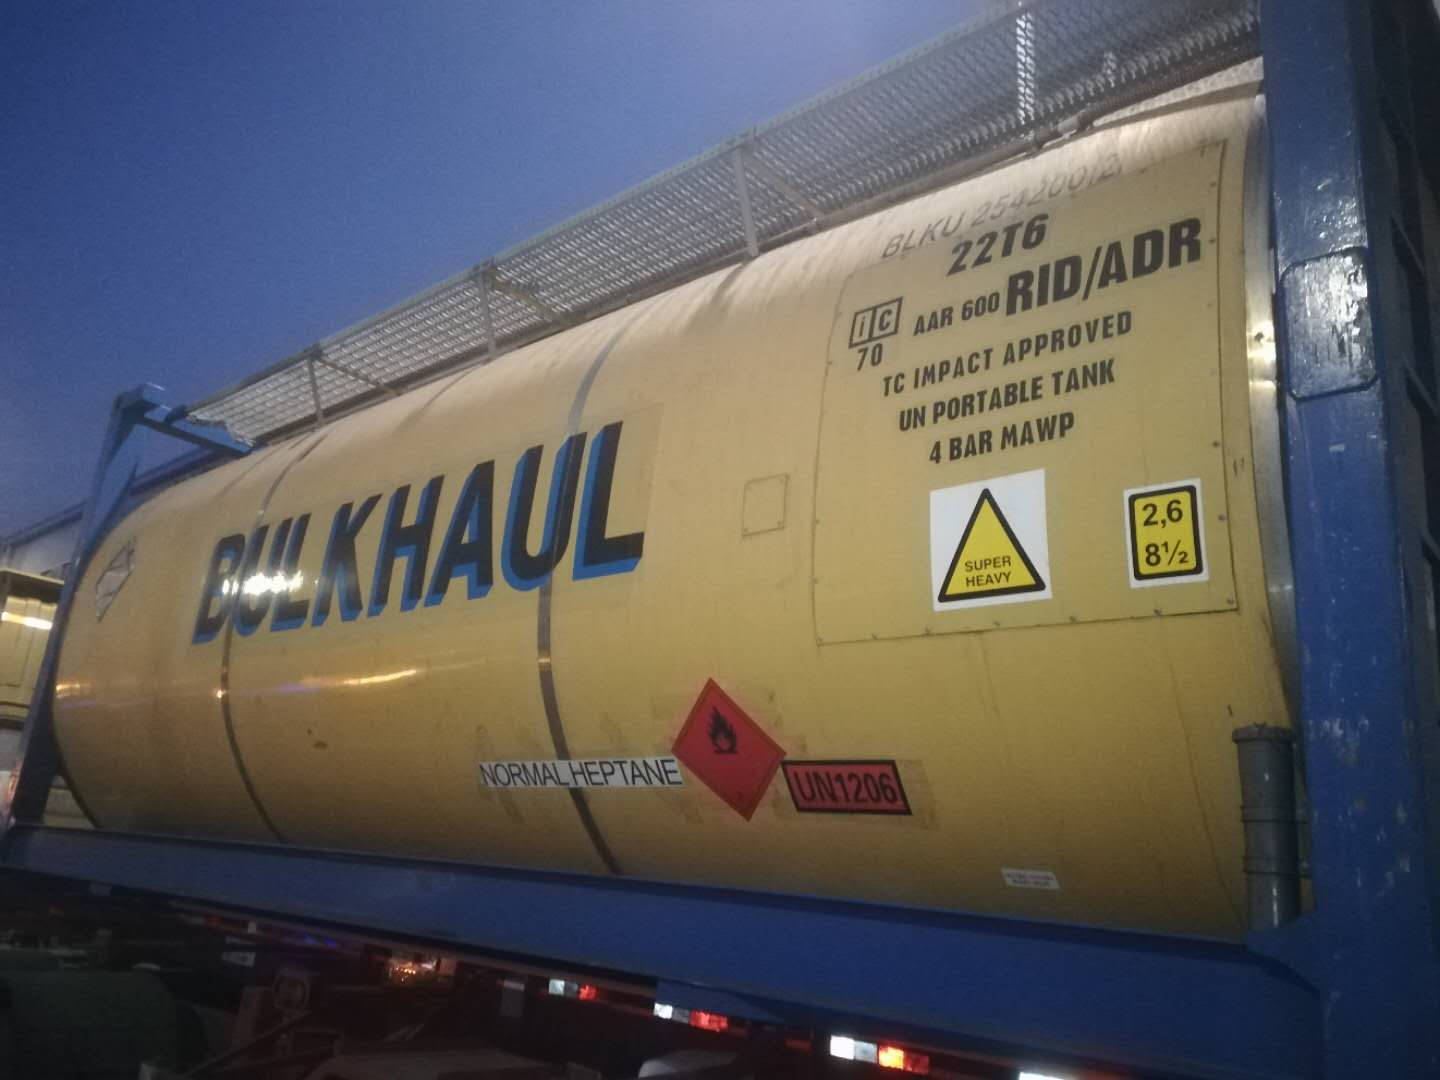 BLKU 254200/2
22T6
ic
70
AAR 600 RID/ADR
TC IMPACT APPROVED
UN PORTABLE TANK
4 BAR MAWP
SUPER
HEAVY
2,6
8½
BULKHAUL
NORMAL HEPTANE
UN1206